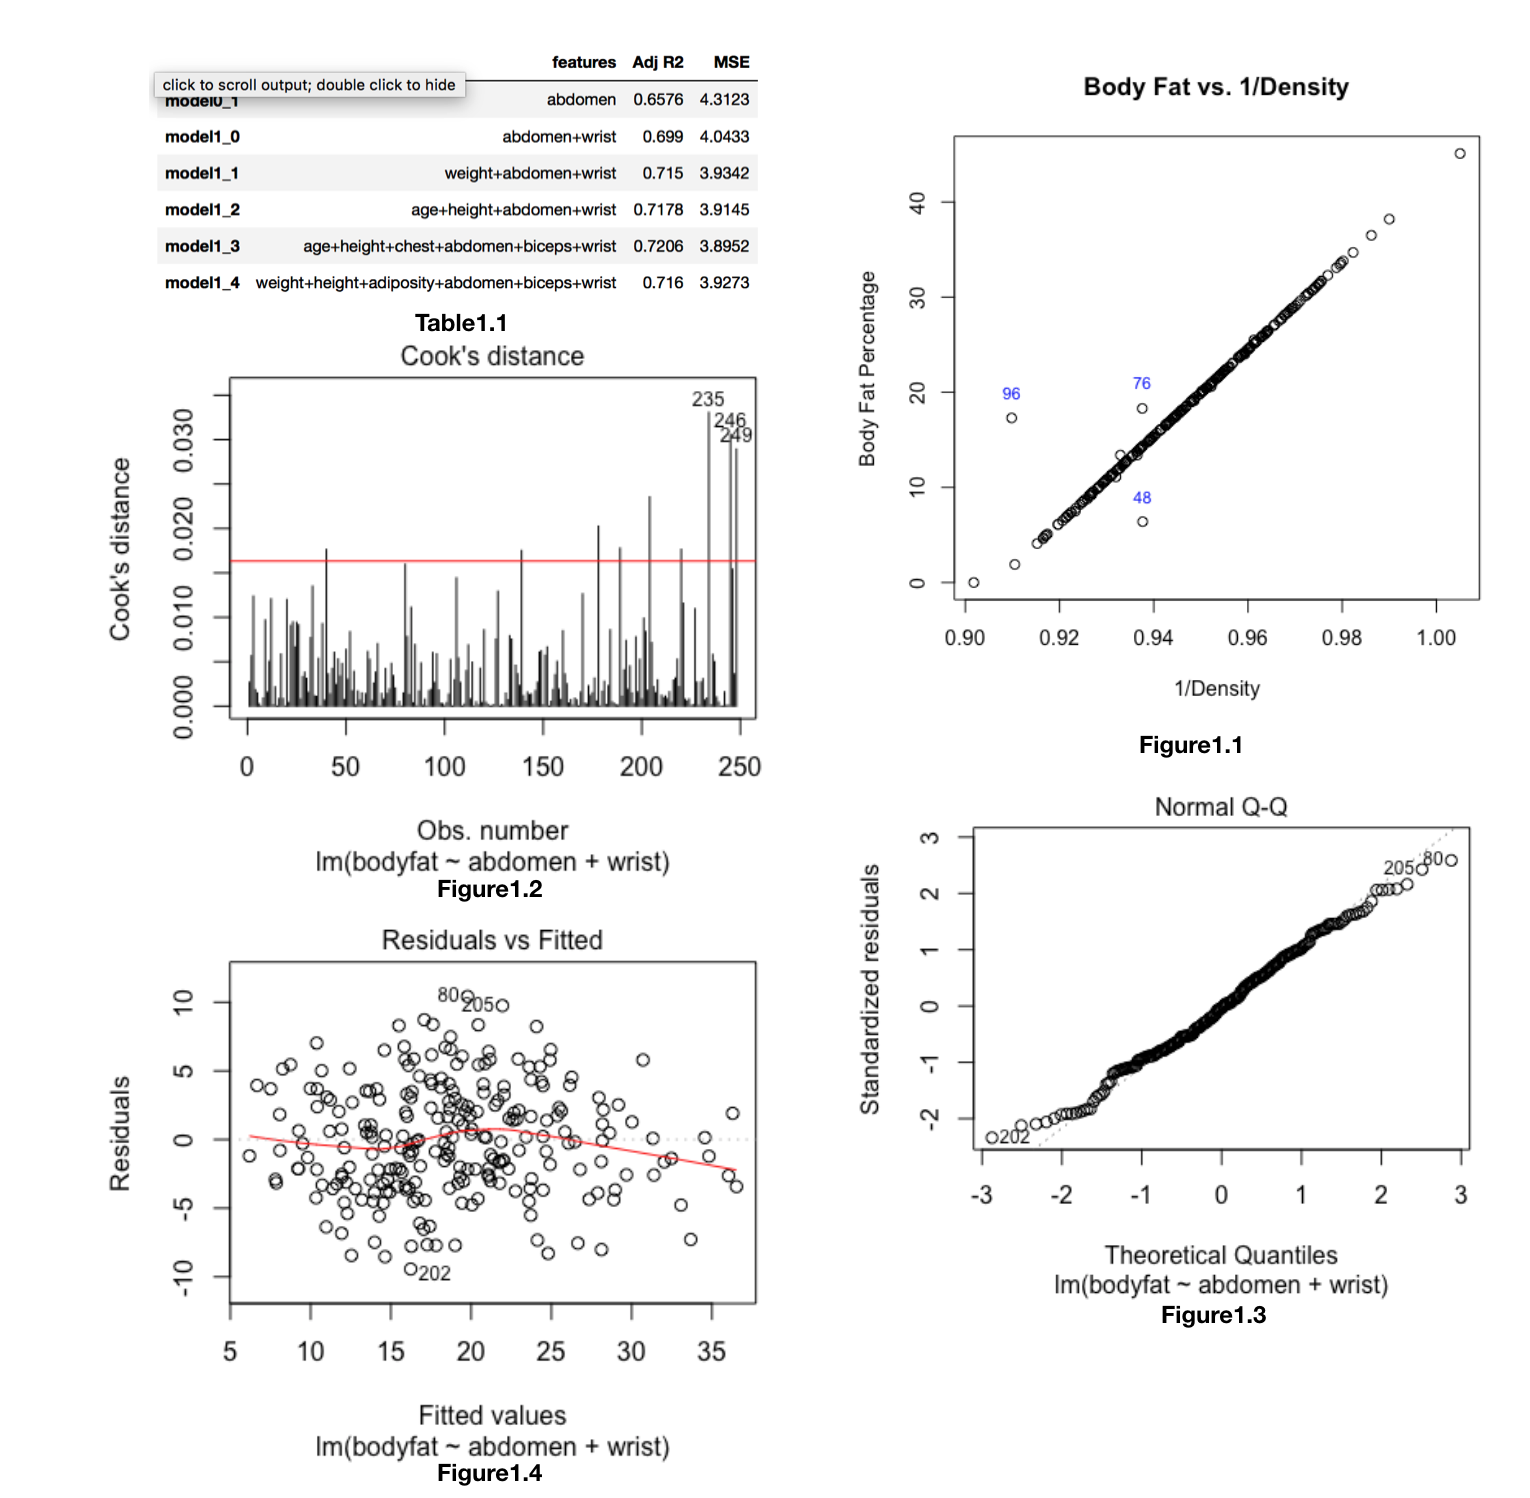 features Adj R2 MSE
click to scroll output; double click to hide
model0_1 abdomen 0.6576 4.3123
model1_0 abdomen+wrist 0.699 4.0433
model1_1 weight+abdomen+wrist 0.715 3.9342
model1_2 age+height+abdomen+wrist 0.7178 3.9145
model1_3 age+height+chest+abdomen+biceps+wrist 0.7206 3.8952
model1_4 weight+height+adiposity+abdomen+biceps+wrist 0.716 3.9273
Table1.1
Cook's distance
Cook's distance
0.000 0.010 0.020 0.030
235
246
249
0 50 100 150 200 250
Obs. number
lm(bodyfat ~ abdomen + wrist)
Figure1.2
Residuals vs Fitted
Residuals
-10 -5 0 5 10
80
205
202
5 10 15 20 25 30 35
Fitted values
lm(bodyfat ~ abdomen + wrist)
Figure1.4
Body Fat vs. 1/Density
Body Fat Percentage
0 10 20 30 40
96
76
48
0.90 0.92 0.94 0.96 0.98 1.00
1/Density
Figure1.1
Normal Q-Q
Standardized residuals
-2 -1 0 1 2 3
80
205
202
-3 -2 -1 0 1 2 3
Theoretical Quantiles
lm(bodyfat ~ abdomen + wrist)
Figure1.3